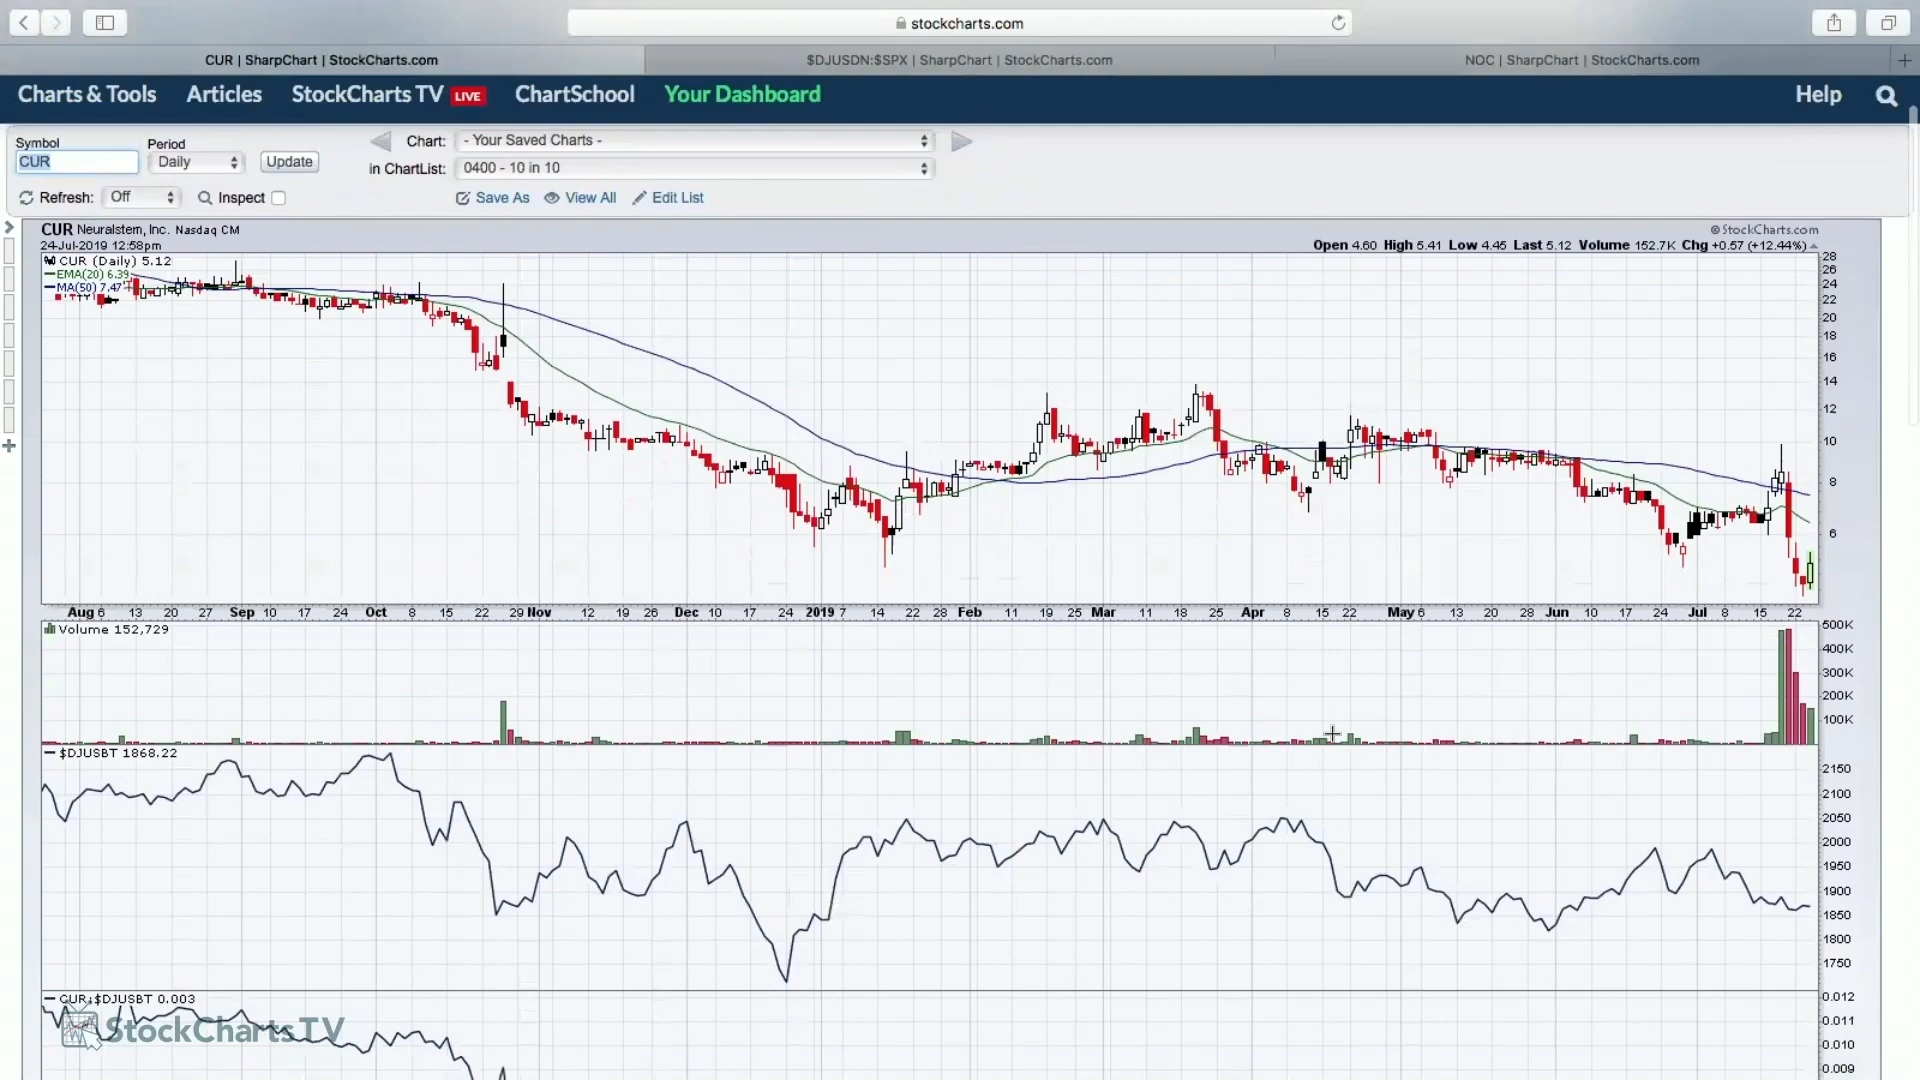 stockcharts.com
CUR | SharpChart | StockCharts.com
$DJUSDN:$SPX | SharpChart | StockCharts.com
NOC | SharpChart | StockCharts.com
Charts & Tools Articles StockCharts TV LIVE ChartSchool Your Dashboard Help
Symbol Period Chart: - Your Saved Charts -
CUR Daily Update in ChartList: 0400 - 10 in 10
Refresh: Off Inspect Save As View All Edit List
CUR Neuralstem, Inc. Nasdaq CM © StockCharts.com
24-Jul-2019 12:58pm Open 4.60 High 5.41 Low 4.45 Last 5.12 Volume 152.7K Chg +0.57 (+12.44%)
CUR (Daily) 5.12
EMA(20) 6.39
MA(50) 7.47
28
26
24
22
20
18
16
14
12
10
8
6
Aug 6 13 20 27 Sep 10 17 24 Oct 8 15 22 29 Nov 12 19 26 Dec 10 17 24 2019 7 14 22 28 Feb 11 19 25 Mar 11 18 25 Apr 8 15 22 May 6 13 20 28 Jun 10 17 24 Jul 8 15 22
Volume 152,729
500K
400K
300K
200K
100K
$DJUSBT 1868.22
2150
2100
2050
2000
1950
1900
1850
1800
1750
CUR:$DJUSBT 0.003
0.012
0.011
0.010
0.009
StockCharts TV